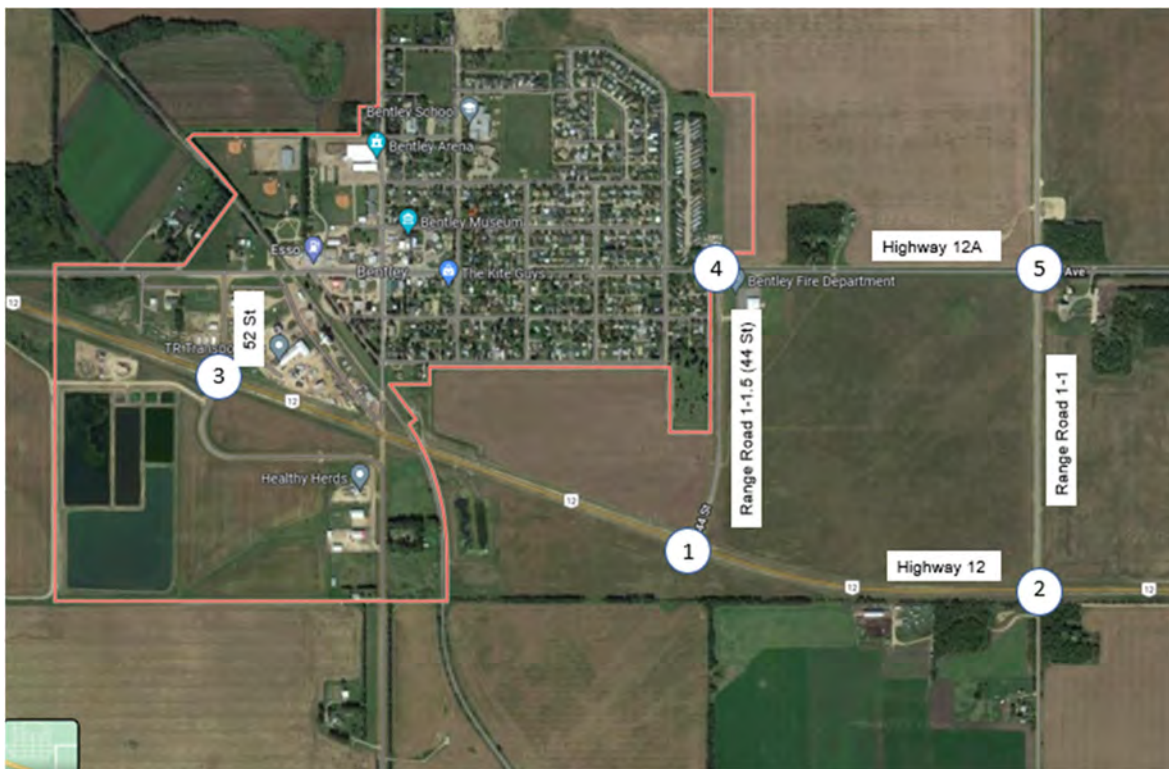 Bentley School
Bentley Arena
Bentley Museum
Highway 12A
Esso
4
5
Bentley
The Kite Guys
Bentley Fire Department
Ave
12
52 St
TR Transpo
3
12
Range Road 1-1.5 (44 St)
Range Road 1-1
Healthy Herds
12
44 St
1
Highway 12
12
12
2